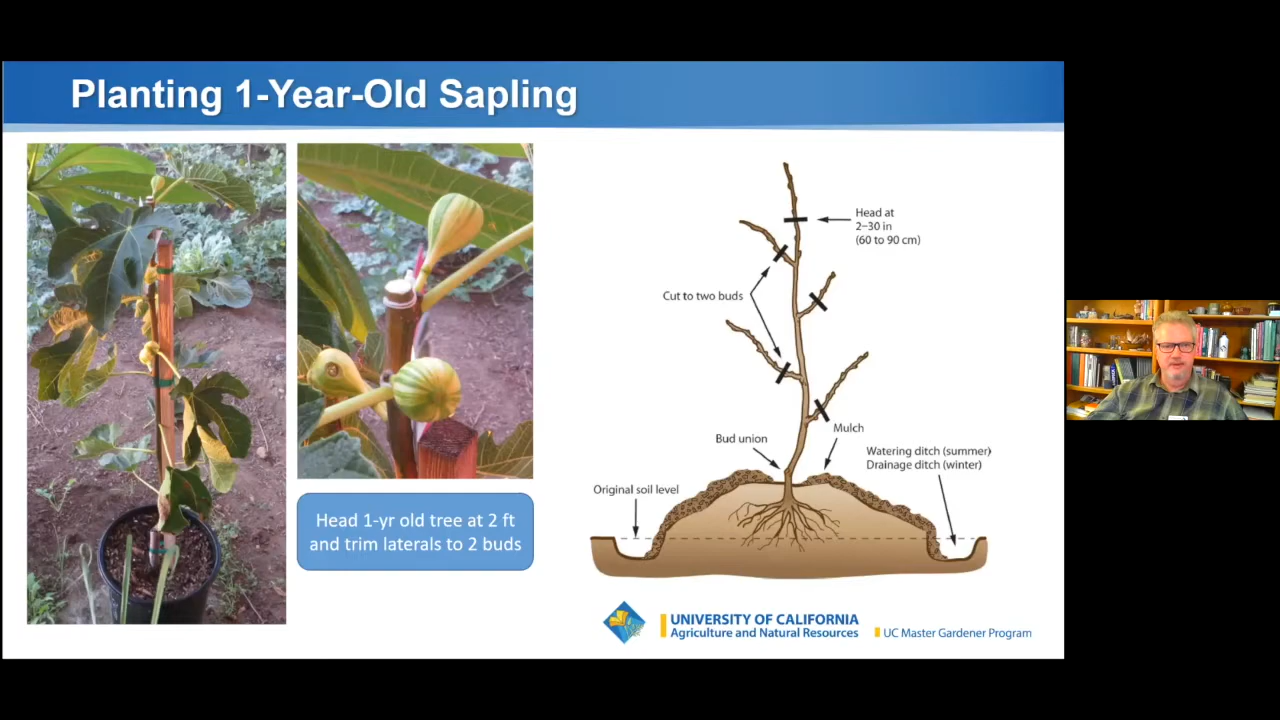 Planting 1-Year-Old Sapling
Head 1-yr old tree at 2 ft
and trim laterals to 2 buds
Head at
2–30 in
(60 to 90 cm)
Cut to two buds
Bud union
Mulch
Watering ditch (summer)
Drainage ditch (winter)
Original soil level
UNIVERSITY OF CALIFORNIA
Agriculture and Natural Resources
UC Master Gardener Program